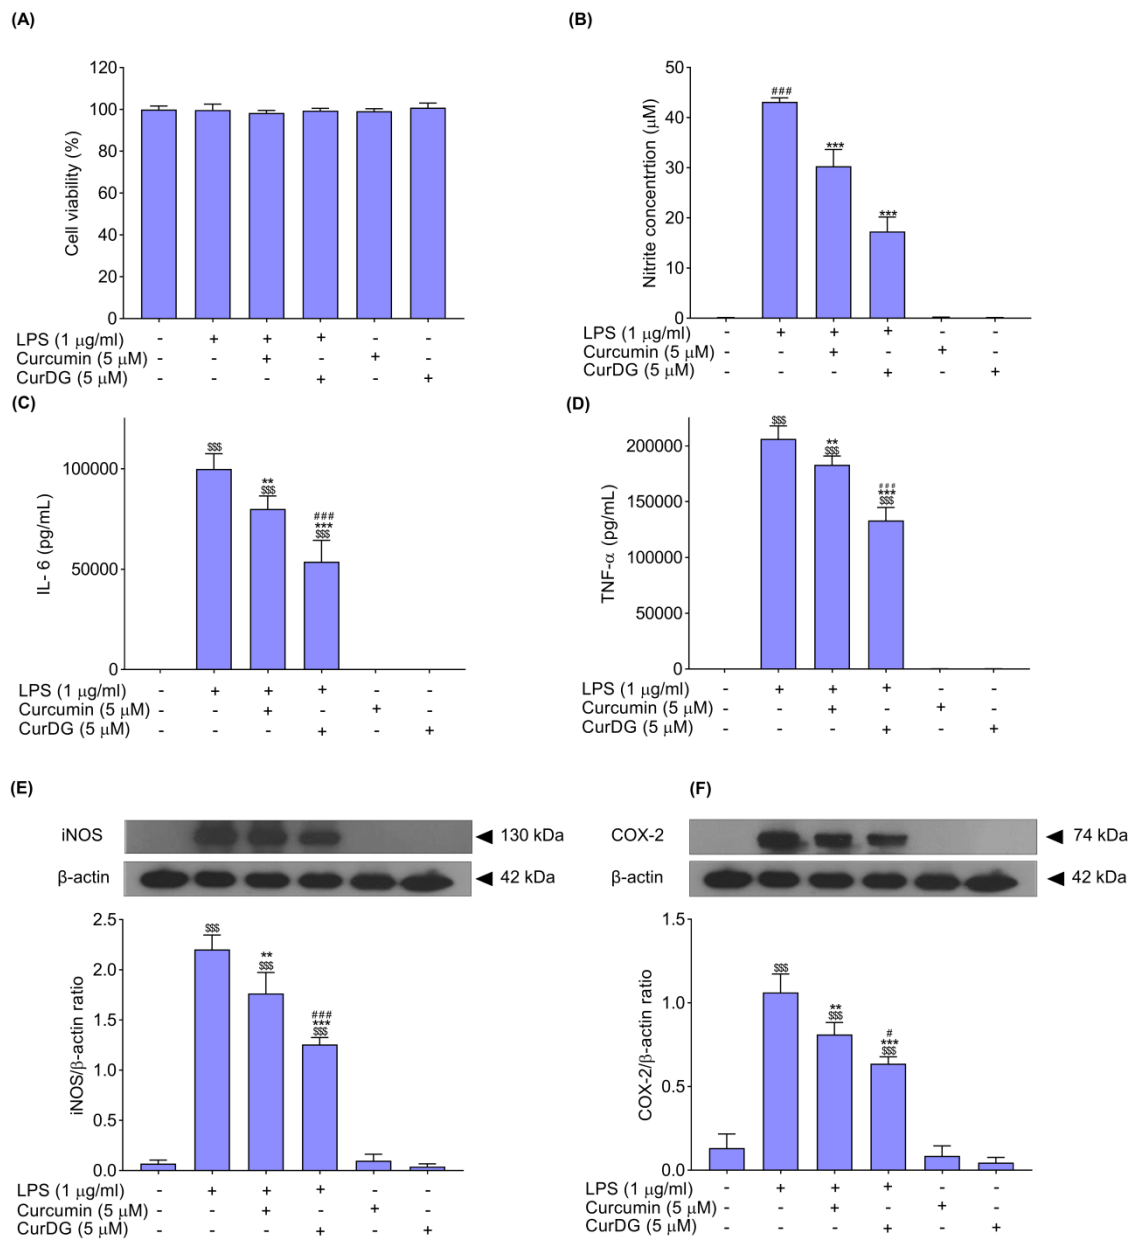 (A)
120
100
80
60
40
20
0
Cell viability (%)
LPS (1 μg/ml) - + + + - -
Curcumin (5 μM) - - + - + -
CurDG (5 μM) - - - + - +
(B)
50
40
30
20
10
0
Nitrite concentrtion (μM)
###
***
***
LPS (1 μg/ml) - + + + - -
Curcumin (5 μM) - - + - + -
CurDG (5 μM) - - - + - +
(C)
100000
50000
0
IL- 6 (pg/mL)
$$$
**
$$$
###
***
$$$
LPS (1 μg/ml) - + + + - -
Curcumin (5 μM) - - + - + -
CurDG (5 μM) - - - + - +
(D)
200000
150000
100000
50000
0
TNF-α (pg/mL)
$$$
**
$$$
###
***
$$$
LPS (1 μg/ml) - + + + - -
Curcumin (5 μM) - - + - + -
CurDG (5 μM) - - - + - +
(E)
iNOS ◄ 130 kDa
β-actin ◄ 42 kDa
2.5
2.0
1.5
1.0
0.5
0.0
iNOS/β-actin ratio
$$$
**
$$$
###
***
$$$
LPS (1 μg/ml) - + + + - -
Curcumin (5 μM) - - + - + -
CurDG (5 μM) - - - + - +
(F)
COX-2 ◄ 74 kDa
β-actin ◄ 42 kDa
1.5
1.0
0.5
0.0
COX-2/β-actin ratio
$$$
**
$$$
#
***
$$$
LPS (1 μg/ml) - + + + - -
Curcumin (5 μM) - - + - + -
CurDG (5 μM) - - - + - +